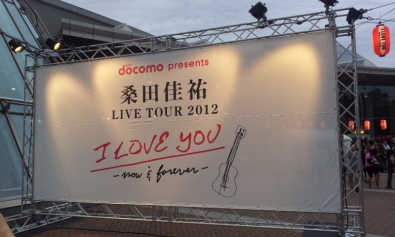 docomo presents
桑田佳祐
LIVE TOUR 2012
I LOVE YOU
-now & forever-